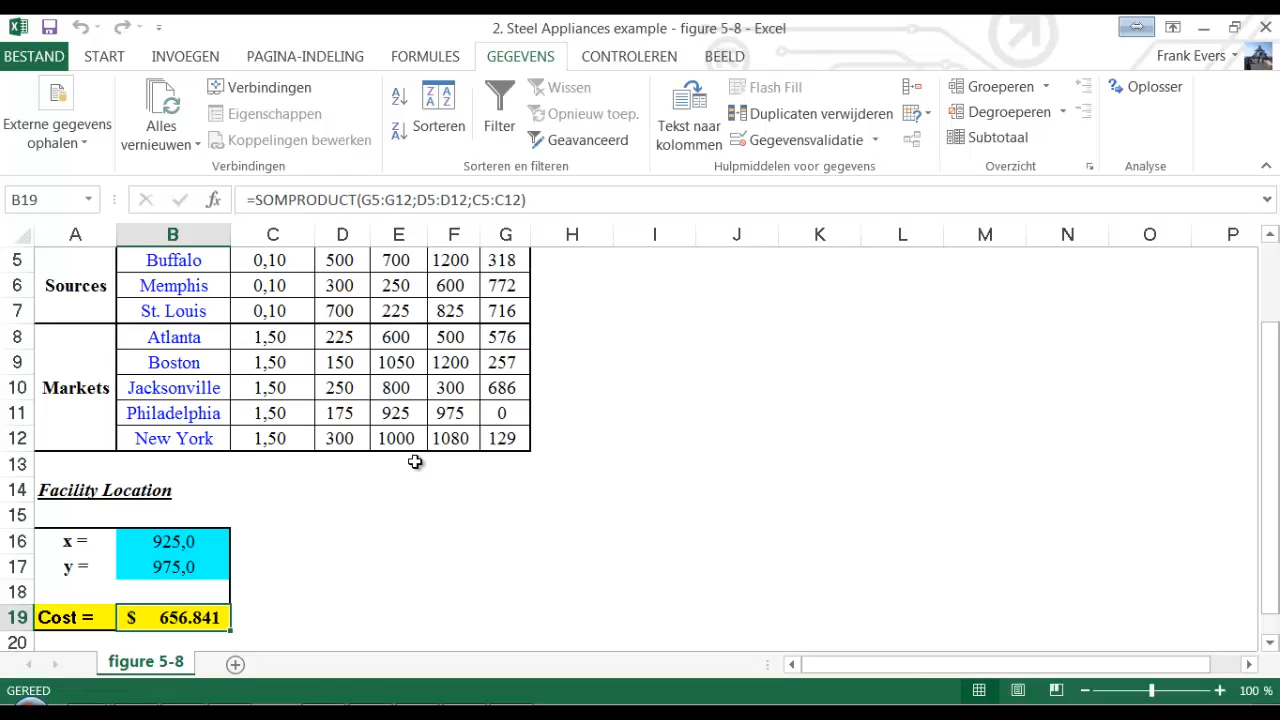 2. Steel Appliances example - figure 5-8 - Excel
BESTAND START INVOEGEN PAGINA-INDELING FORMULES GEGEVENS CONTROLEREN BEELD Frank Evers
Externe gegevens ophalen
Alles vernieuwen
Verbindingen
Eigenschappen
Koppelingen bewerken
Verbindingen
Sorteren
Filter
Wissen
Opnieuw toep.
Geavanceerd
Sorteren en filteren
Tekst naar kolommen
Flash Fill
Duplicaten verwijderen
Gegevensvalidatie
Hulpmiddelen voor gegevens
Groeperen
Degroeperen
Subtotaal
Overzicht
Oplosser
Analyse
B19 fx =SOMPRODUCT(G5:G12;D5:D12;C5:C12)
A B C D E F G H I J K L M N O P
5 Buffalo 0,10 500 700 1200 318
6 Sources Memphis 0,10 300 250 600 772
7 St. Louis 0,10 700 225 825 716
8 Atlanta 1,50 225 600 500 576
9 Boston 1,50 150 1050 1200 257
10 Markets Jacksonville 1,50 250 800 300 686
11 Philadelphia 1,50 175 925 975 0
12 New York 1,50 300 1000 1080 129
13
14 Facility Location
15
16 x = 925,0
17 y = 975,0
18
19 Cost = $ 656.841
20
figure 5-8
GEREED 100 %